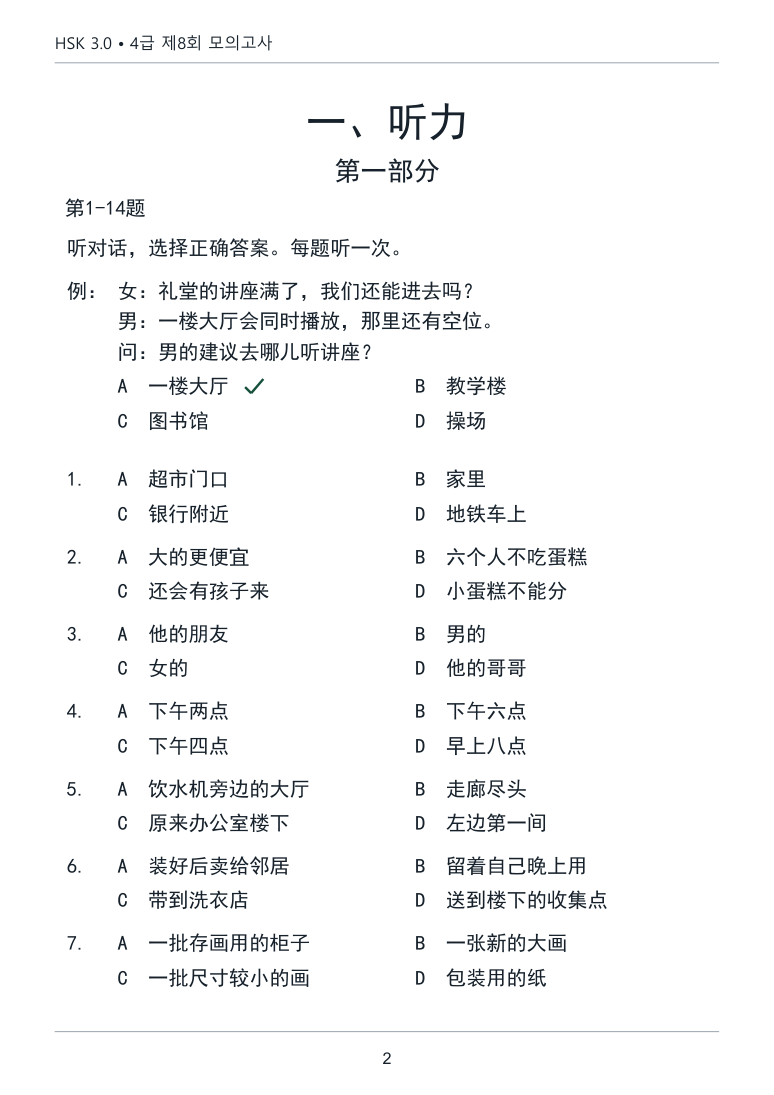 HSK 3.0 • 4급 제8회 모의고사
一、听力
第一部分
第1-14题
听对话，选择正确答案。每题听一次。
例： 女：礼堂的讲座满了，我们还能进去吗？
男：一楼大厅会同时播放，那里还有空位。
问：男的建议去哪儿听讲座？
A 一楼大厅 ✓ B 教学楼
C 图书馆 D 操场
1. A 超市门口 B 家里
C 银行附近 D 地铁车上
2. A 大的更便宜 B 六个人不吃蛋糕
C 还会有孩子来 D 小蛋糕不能分
3. A 他的朋友 B 男的
C 女的 D 他的哥哥
4. A 下午两点 B 下午六点
C 下午四点 D 早上八点
5. A 饮水机旁边的大厅 B 走廊尽头
C 原来办公室楼下 D 左边第一间
6. A 装好后卖给邻居 B 留着自己晚上用
C 带到洗衣店 D 送到楼下的收集点
7. A 一批存画用的柜子 B 一张新的大画
C 一批尺寸较小的画 D 包装用的纸
2